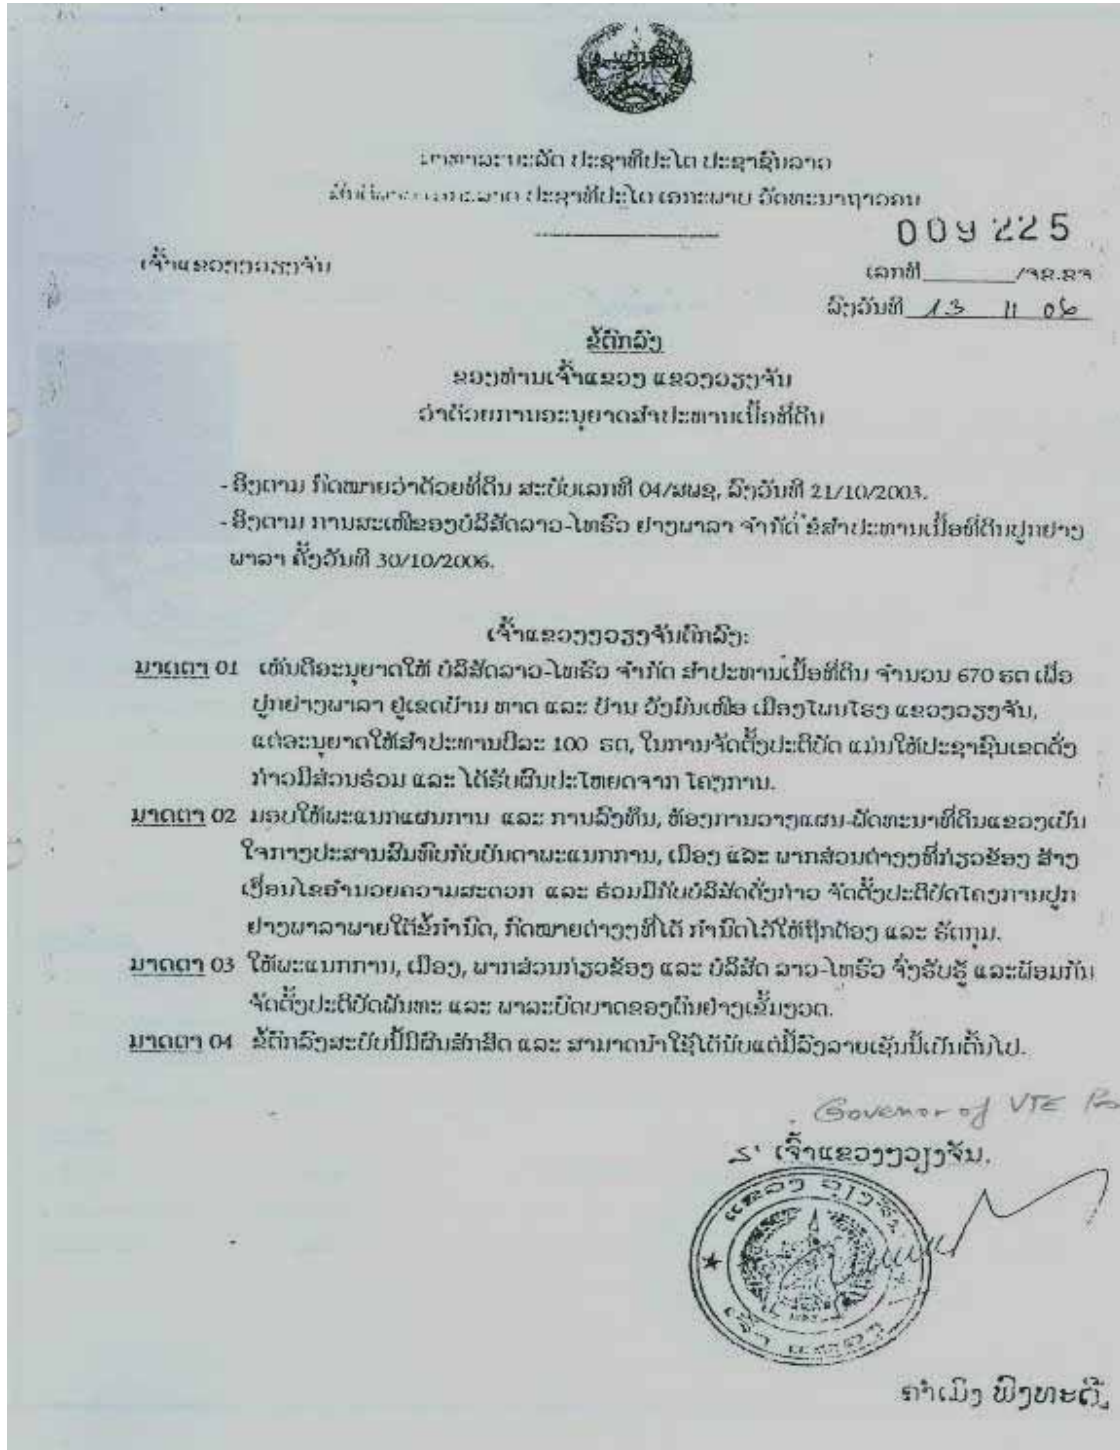 ສາທາລະນະລັດ ປະຊາທິປະໄຕ ປະຊາຊົນລາວ
ສັນຕິພາບ ເອກະລາດ ປະຊາທິປະໄຕ ເອກະພາບ ວັດທະນາຖາວອນ
009 225
ເຈົ້າແຂວງວຽງຈັນ
ເລກທີ /ຈຂ.ຂຈ
ລົງວັນທີ 13 11 06
ຂໍ້ຕົກລົງ
ຂອງທ່ານເຈົ້າແຂວງ ແຂວງວຽງຈັນ
ວ່າດ້ວຍການອະນຸຍາດສຳປະທານເນື້ອທີ່ດິນ
- ອີງຕາມ ກົດໝາຍວ່າດ້ວຍທີ່ດິນ ສະບັບເລກທີ 04/ສພຊ, ລົງວັນທີ 21/10/2003.
- ອີງຕາມ ການສະເໜີຂອງບໍລິສັດລາວ-ໄທຮົ້ວ ຢາງພາລາ ຈຳກັດ ຂໍສຳປະທານເນື້ອທີ່ດິນປູກຢາງ
ພາລາ ຄັ້ງວັນທີ 30/10/2006.
ເຈົ້າແຂວງວຽງຈັນຕົກລົງ:
ມາດຕາ 01 ເຫັນດີອະນຸຍາດໃຫ້ ບໍລິສັດລາວ-ໄທຮົ້ວ ຈຳກັດ ສຳປະທານເນື້ອທີ່ດິນ ຈຳນວນ 670 ຮຕ ເພື່ອ
ປູກຢາງພາລາ ຢູ່ເຂດບ້ານ ທາດ ແລະ ບ້ານ ວັງມົນເໜືອ ເມືອງໂພນໂຮງ ແຂວງວຽງຈັນ,
ແຕ່ອະນຸຍາດໃຫ້ສຳປະທານປີລະ 100 ຮຕ, ໃນການຈັດຕັ້ງປະຕິບັດ ແມ່ນໃຫ້ປະຊາຊົນເຂດດັ່ງ
ກ່າວມີສ່ວນຮ່ວມ ແລະ ໄດ້ຮັບຜົນປະໂຫຍດຈາກ ໂຄງການ.
ມາດຕາ 02 ມອບໃຫ້ພະແນກແຜນການ ແລະ ການລົງທຶນ, ຫ້ອງການວາງແຜນ-ພັດທະນາທີ່ດິນແຂວງເປັນ
ໃຈກາງປະສານສົມທົບກັບບັນດາພະແນກການ, ເມືອງ ແລະ ພາກສ່ວນຕ່າງໆທີ່ກ່ຽວຂ້ອງ ສ້າງ
ເງື່ອນໄຂອຳນວຍຄວາມສະດວກ ແລະ ຮ່ວມມືກັບບໍລິສັດດັ່ງກ່າວ ຈັດຕັ້ງປະຕິບັດໂຄງການປູກ
ຢາງພາລາພາຍໃຕ້ຂໍ້ກຳນົດ, ກົດໝາຍຕ່າງໆທີ່ໄດ້ ກຳນົດໄວ້ໃຫ້ຖືກຕ້ອງ ແລະ ຮັດກຸມ.
ມາດຕາ 03 ໃຫ້ພະແນກການ, ເມືອງ, ພາກສ່ວນກ່ຽວຂ້ອງ ແລະ ບໍລິສັດ ລາວ-ໄທຮົ້ວ ຈົ່ງຮັບຮູ້ ແລະພ້ອມກັນ
ຈັດຕັ້ງປະຕິບັດພັນທະ ແລະ ພາລະບົດບາດຂອງຕົນຢ່າງເຂັ້ມງວດ.
ມາດຕາ 04 ຂໍ້ຕົກລົງສະບັບນີ້ມີຜົນສັກສິດ ແລະ ສາມາດນຳໃຊ້ໄດ້ນັບແຕ່ມື້ລົງລາຍເຊັນນີ້ເປັນຕົ້ນໄປ.
Governor of VTE
ເຈົ້າແຂວງວຽງຈັນ.
ແຂວງ ວຽງຈັນ
ເຈົ້າ ແຂວງ
ຄຳເມິງ ພົງທະດີ